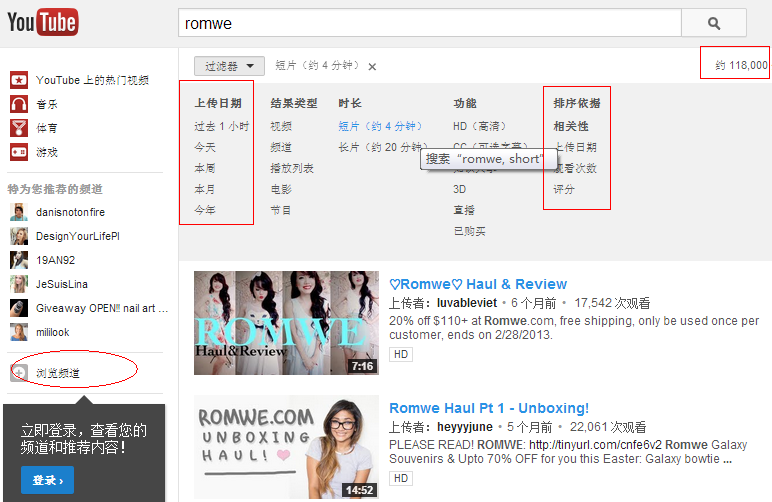 YouTube
romwe
过滤器 短片（约 4 分钟） ×
约 118,000
YouTube 上的热门视频
音乐
体育
游戏
特为您推荐的频道
danisnotonfire
DesignYourLifePl
19AN92
JeSuisLina
Giveaway OPEN!! nail art ...
mililook
浏览频道
立即登录，查看您的
频道和推荐内容！
登录 ›
上传日期
过去 1 小时
今天
本周
本月
今年
结果类型
视频
频道
播放列表
电影
节目
时长
短片（约 4 分钟）
长片（约 20 分钟）
功能
HD（高清）
3D
直播
已购买
搜索“romwe, short”
排序依据
相关性
上传日期
观看次数
评分
ROMWE
Haul&Review
7:16
♡Romwe♡ Haul & Review
上传者：luvableviet • 6 个月前 • 17,542 次观看
20% off $110+ at Romwe.com, free shipping, only be used once per
customer, ends on 2/28/2013.
HD
ROMWE.COM
UNBOXING
HAUL!
14:52
Romwe Haul Pt 1 - Unboxing!
上传者：heyyyjune • 5 个月前 • 22,061 次观看
PLEASE READ! ROMWE: http://tinyurl.com/cnfe6v2 Romwe Galaxy
Souvenirs & Upto 70% OFF for you this Easter: Galaxy bowtie ...
HD